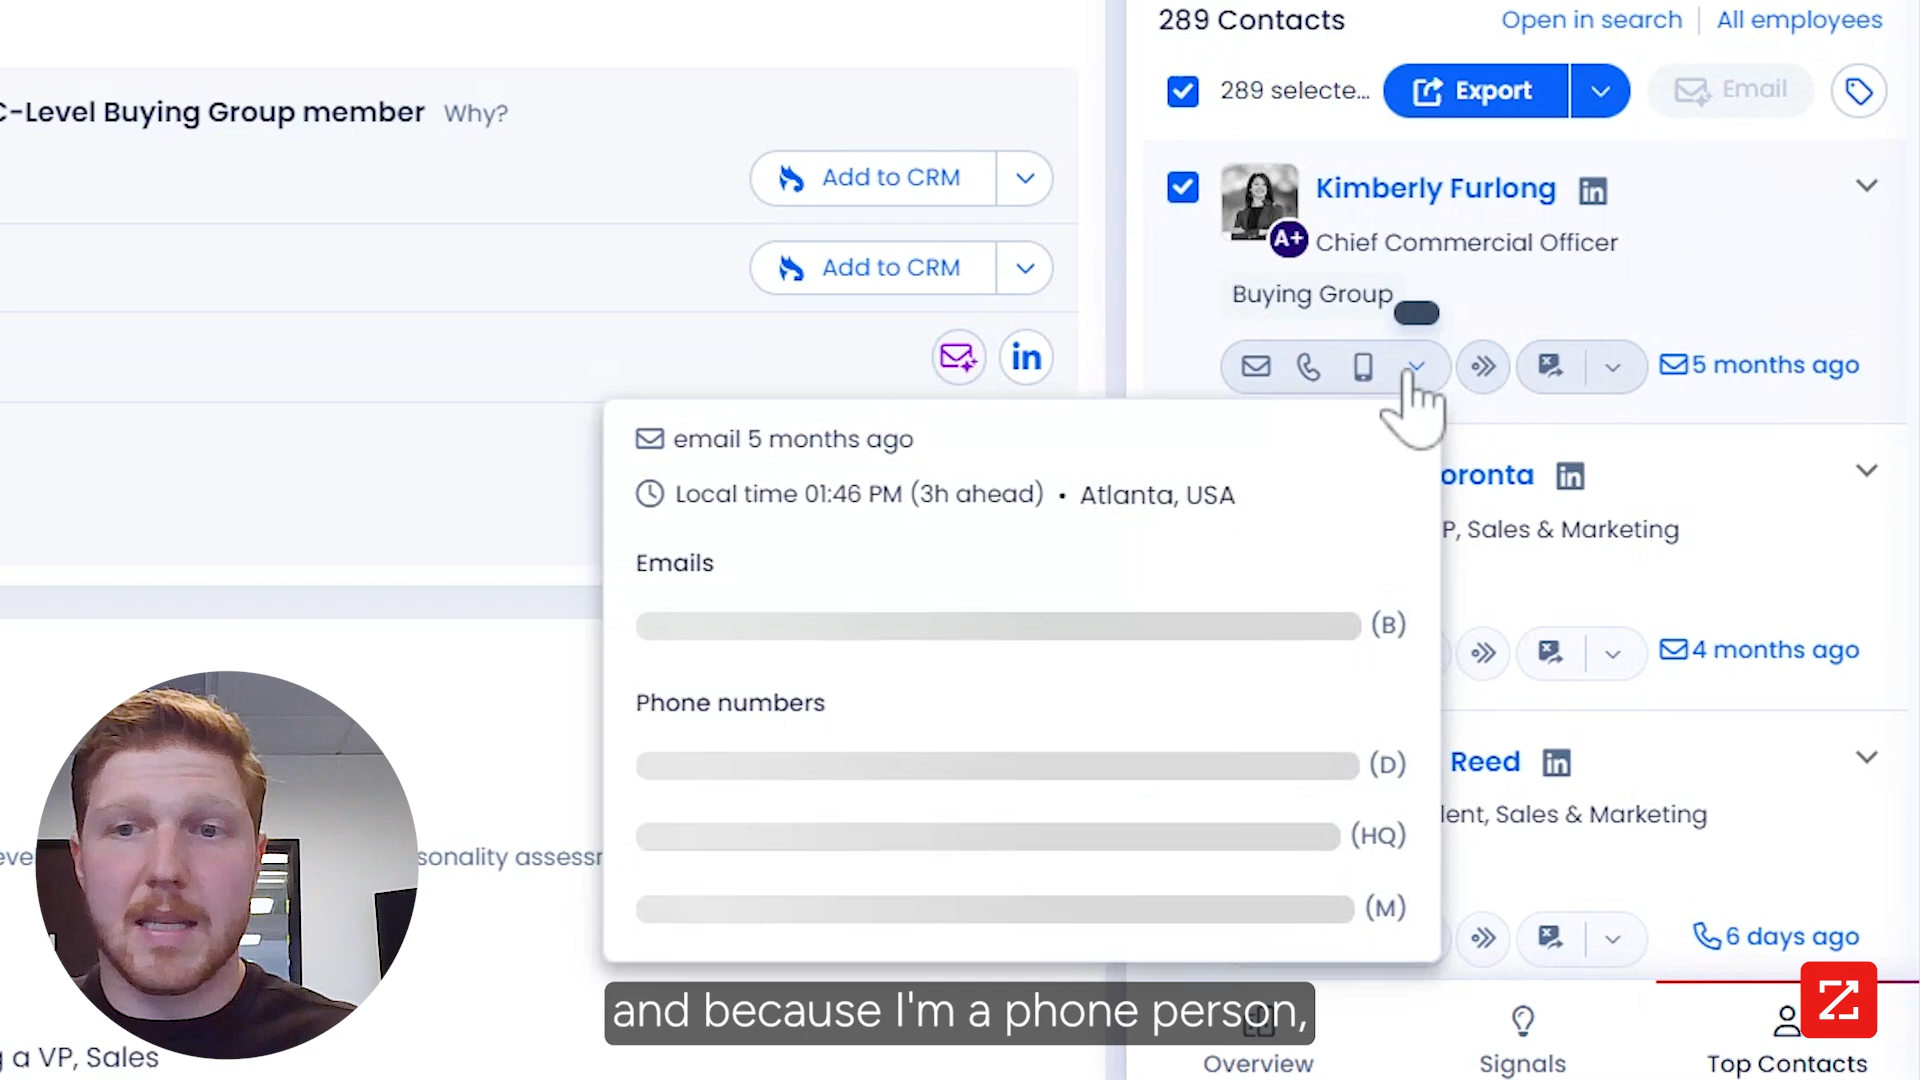 289 Contacts
Open in search
All employees
289 selecte...
Export
Email
C-Level Buying Group member Why?
Add to CRM
Kimberly Furlong in
A+
Chief Commercial Officer
Add to CRM
Buying Group
in
5 months ago
email 5 months ago
Local time 01:46 PM (3h ahead) • Atlanta, USA
oronta in
P, Sales & Marketing
Emails
(B)
4 months ago
Phone numbers
(D)
Reed in
lent, Sales & Marketing
(HQ)
sonality assessr
(M)
6 days ago
and because I'm a phone person,
a VP, Sales
Overview
Signals
Top Contacts